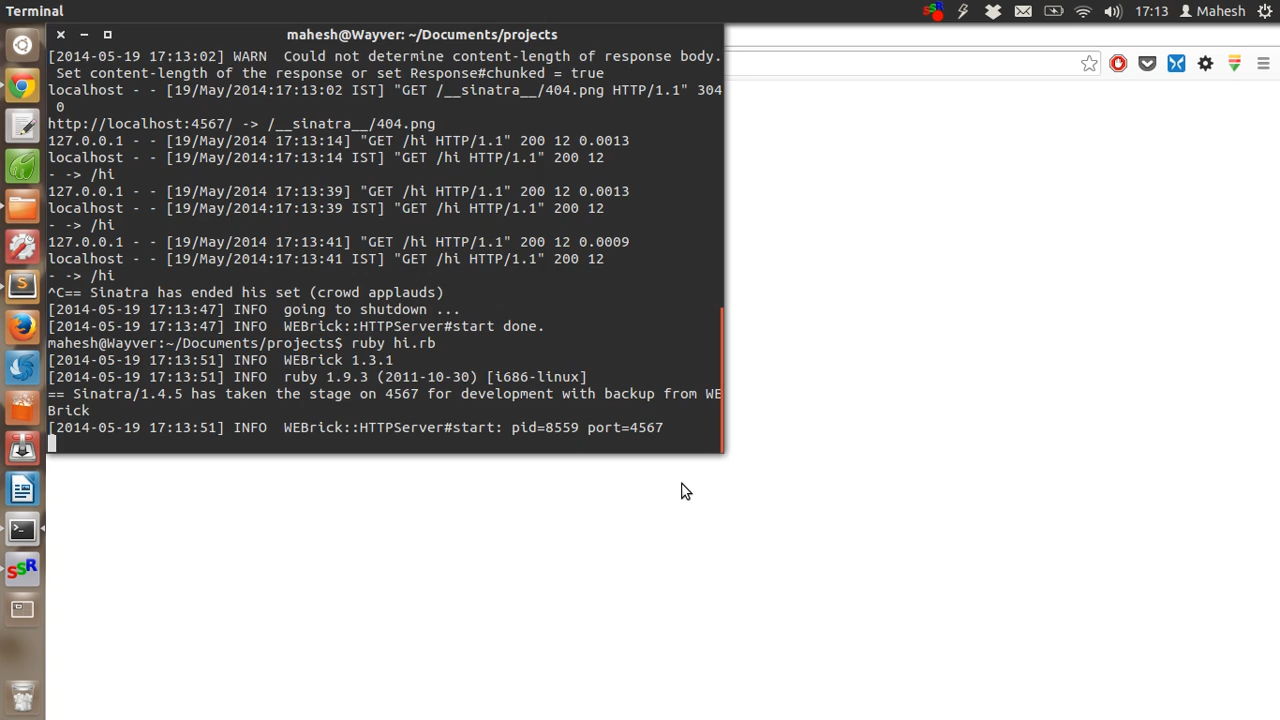 Terminal
17:13 Mahesh
mahesh@Wayver: ~/Documents/projects
[2014-05-19 17:13:02] WARN  Could not determine content-length of response body.
 Set content-length of the response or set Response#chunked = true
localhost - - [19/May/2014:17:13:02 IST] "GET /__sinatra__/404.png HTTP/1.1" 304
 0
http://localhost:4567/ -> /__sinatra__/404.png
127.0.0.1 - - [19/May/2014 17:13:14] "GET /hi HTTP/1.1" 200 12 0.0013
localhost - - [19/May/2014:17:13:14 IST] "GET /hi HTTP/1.1" 200 12
- -> /hi
127.0.0.1 - - [19/May/2014 17:13:39] "GET /hi HTTP/1.1" 200 12 0.0013
localhost - - [19/May/2014:17:13:39 IST] "GET /hi HTTP/1.1" 200 12
- -> /hi
127.0.0.1 - - [19/May/2014 17:13:41] "GET /hi HTTP/1.1" 200 12 0.0009
localhost - - [19/May/2014:17:13:41 IST] "GET /hi HTTP/1.1" 200 12
- -> /hi
^C== Sinatra has ended his set (crowd applauds)
[2014-05-19 17:13:47] INFO  going to shutdown ...
[2014-05-19 17:13:47] INFO  WEBrick::HTTPServer#start done.
mahesh@Wayver:~/Documents/projects$ ruby hi.rb
[2014-05-19 17:13:51] INFO  WEBrick 1.3.1
[2014-05-19 17:13:51] INFO  ruby 1.9.3 (2011-10-30) [i686-linux]
== Sinatra/1.4.5 has taken the stage on 4567 for development with backup from WE
Brick
[2014-05-19 17:13:51] INFO  WEBrick::HTTPServer#start: pid=8559 port=4567
SSR